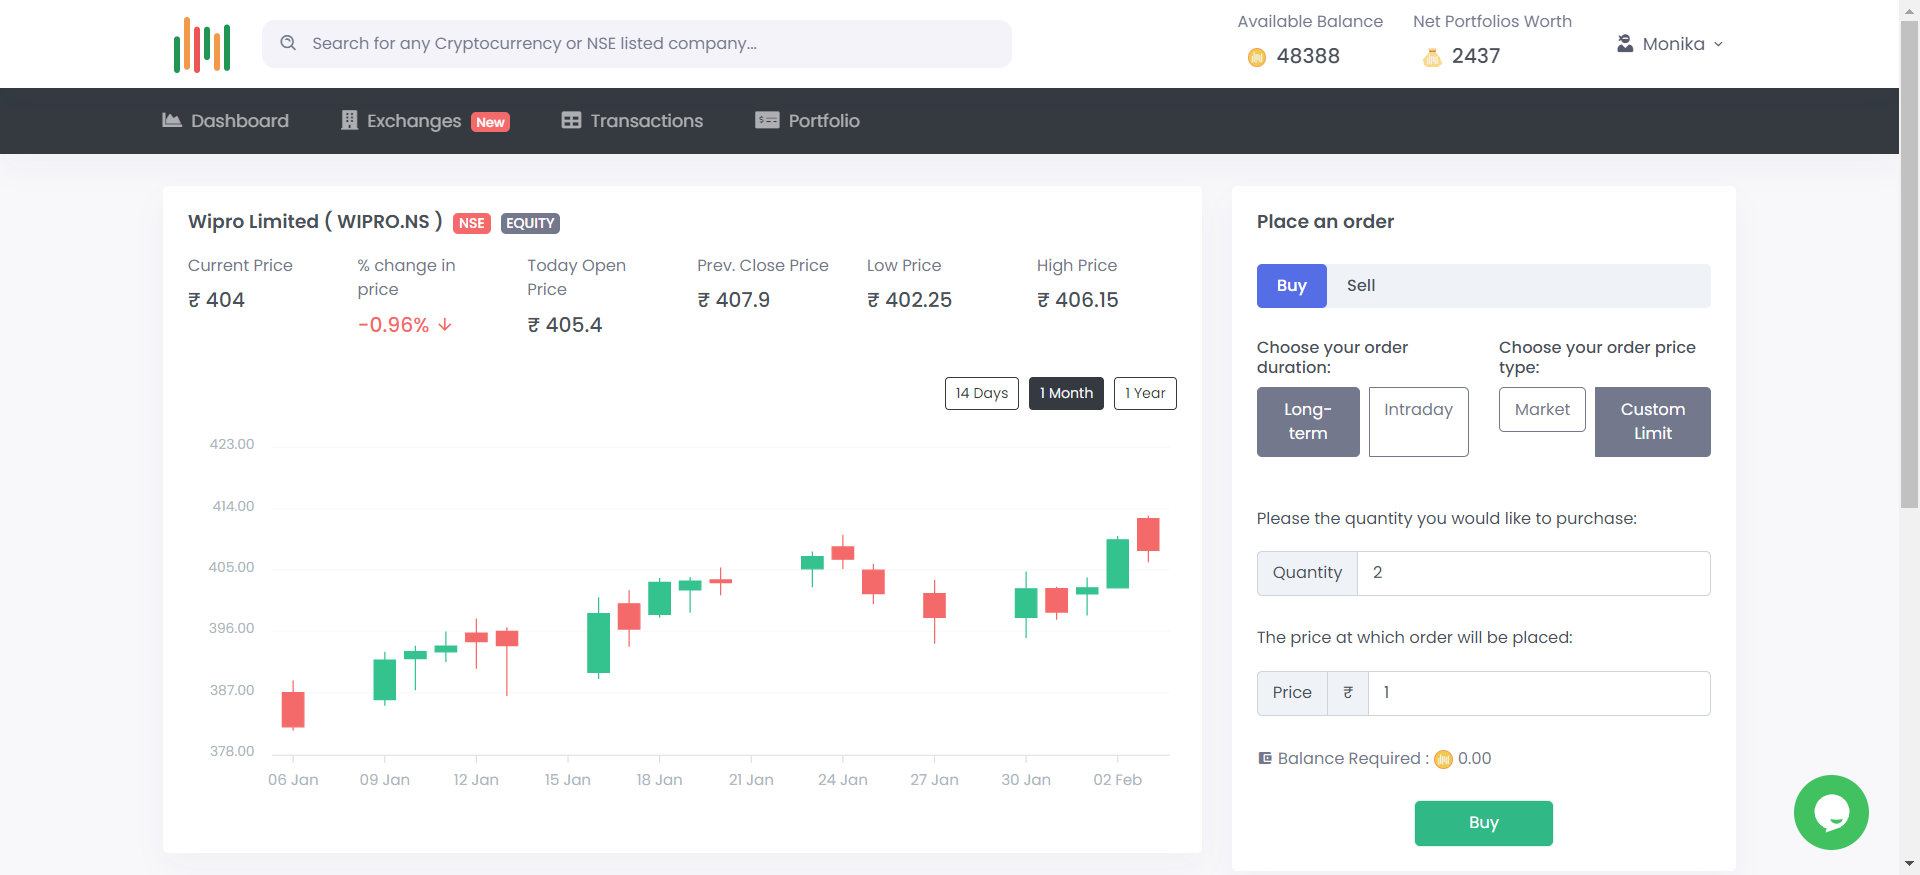 Search for any Cryptocurrency or NSE listed company...
Available Balance
48388
Net Portfolios Worth
2437
Monika
Dashboard
Exchanges New
Transactions
Portfolio
Wipro Limited ( WIPRO.NS ) NSE EQUITY
Current Price
₹ 404
% change in
price
-0.96%
Today Open
Price
₹ 405.4
Prev. Close Price
₹ 407.9
Low Price
₹ 402.25
High Price
₹ 406.15
14 Days
1 Month
1 Year
423.00
414.00
405.00
396.00
387.00
378.00
06 Jan
09 Jan
12 Jan
15 Jan
18 Jan
21 Jan
24 Jan
27 Jan
30 Jan
02 Feb
Place an order
Buy
Sell
Choose your order
duration:
Long-
term
Intraday
Choose your order price
type:
Market
Custom
Limit
Please the quantity you would like to purchase:
Quantity
2
The price at which order will be placed:
Price ₹ 1
Balance Required : 0.00
Buy